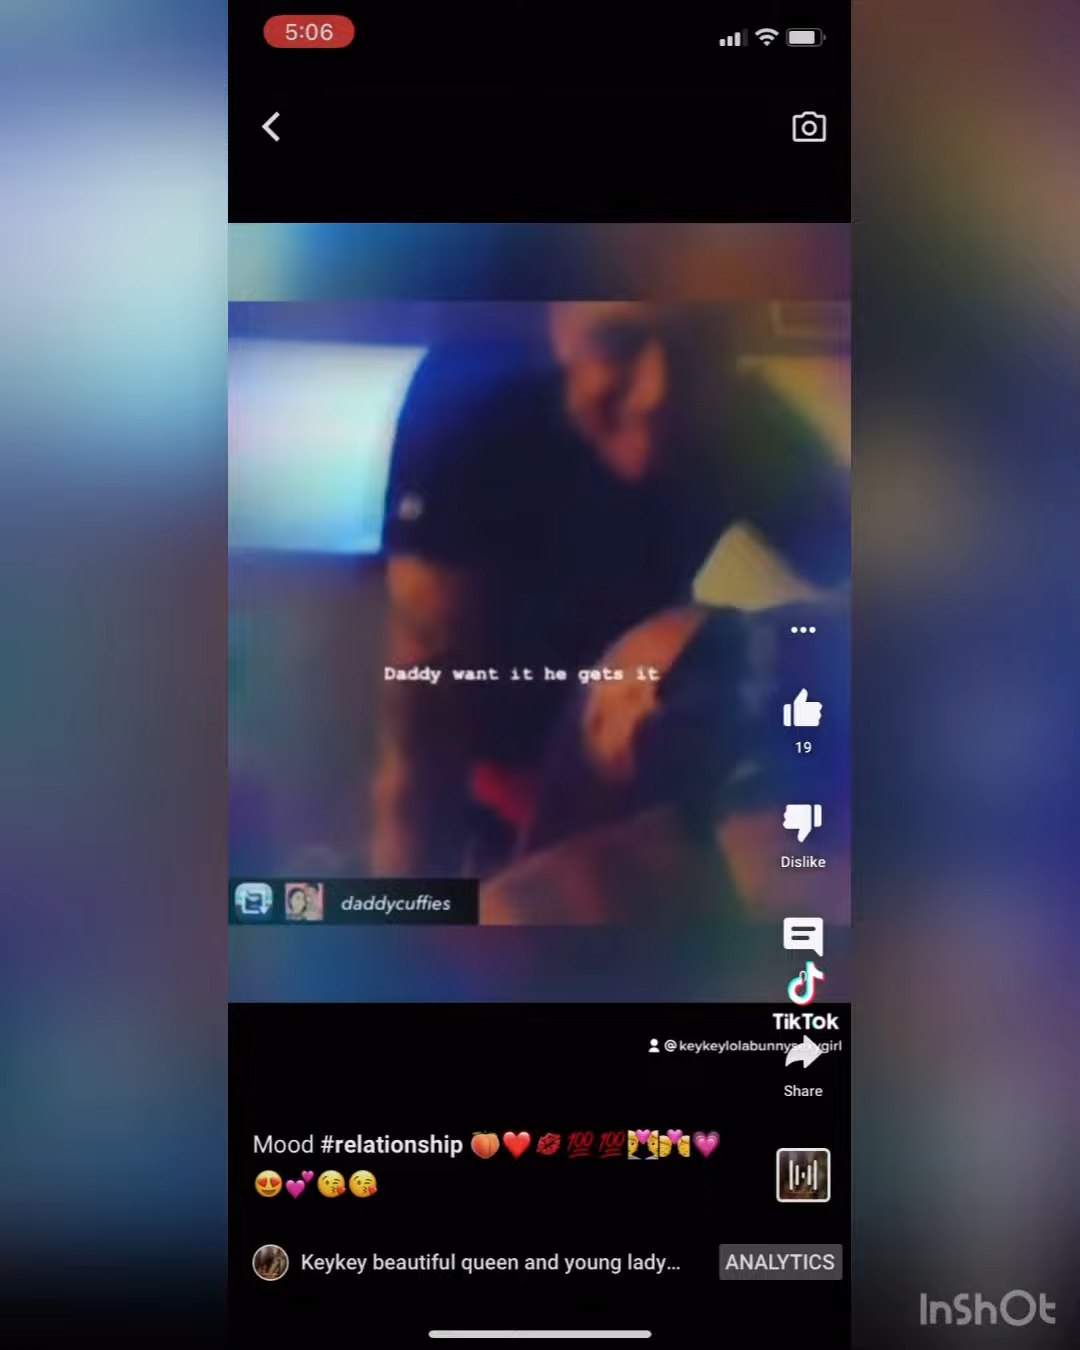 5:06
Daddy want it he gets it
19
Dislike
daddycuffies
TikTok
@keykeylolabunnysexygirl
Share
Mood #relationship 🍑❤️💋💯💯👩‍❤️‍💋‍👨💏💗
😍💕😘😘
Keykey beautiful queen and young lady...
ANALYTICS
InShOt